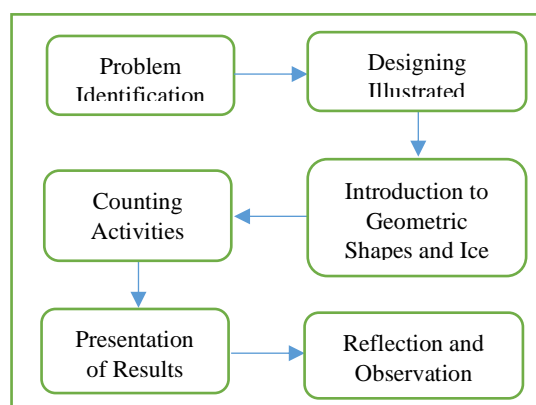 Problem
Identification
Designing
Illustrated
Introduction to
Geometric
Shapes and Ice
Counting
Activities
Presentation
of Results
Reflection and
Observation